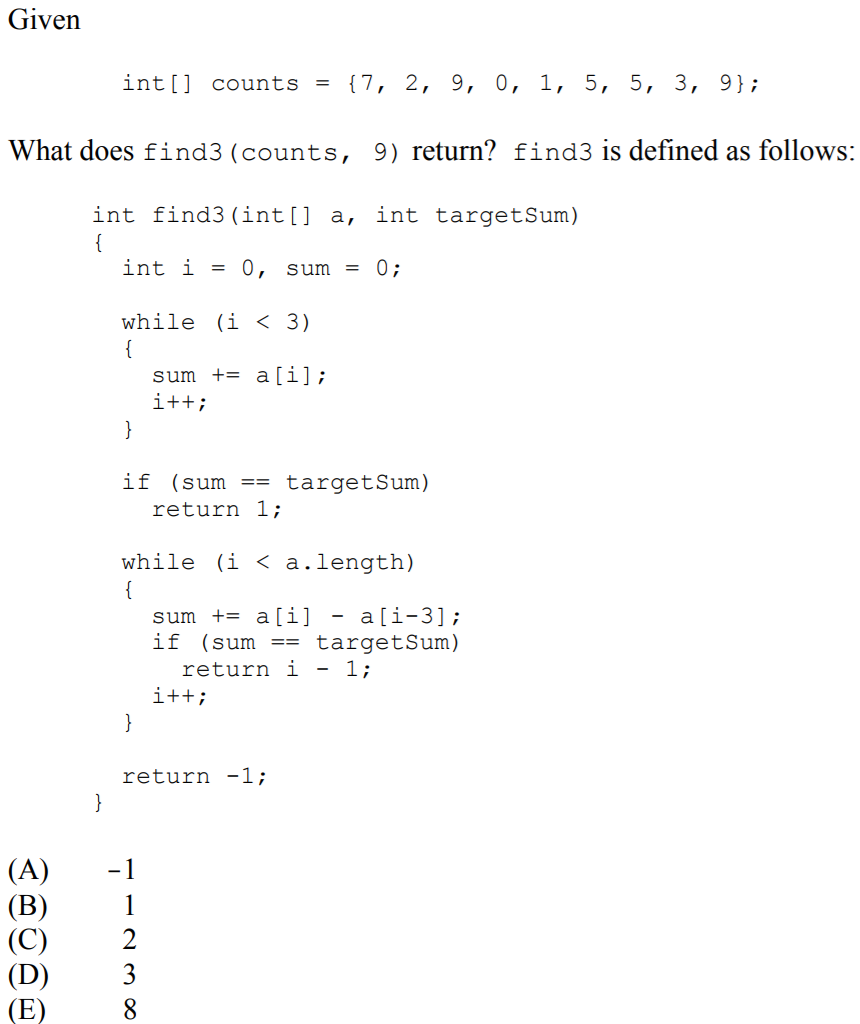 Given
int[] counts = {7, 2, 9, 0, 1, 5, 5, 3, 9};
What does find3(counts, 9) return? find3 is defined as follows:
int find3(int[] a, int targetSum)
{
int i = 0, sum = 0;
while (i < 3)
{
sum += a[i];
i++;
}
if (sum == targetSum)
return 1;
while (i < a.length)
{
sum += a[i] - a[i-3];
if (sum == targetSum)
return i - 1;
i++;
}
return -1;
}
(A) -1
(B) 1
(C) 2
(D) 3
(E) 8